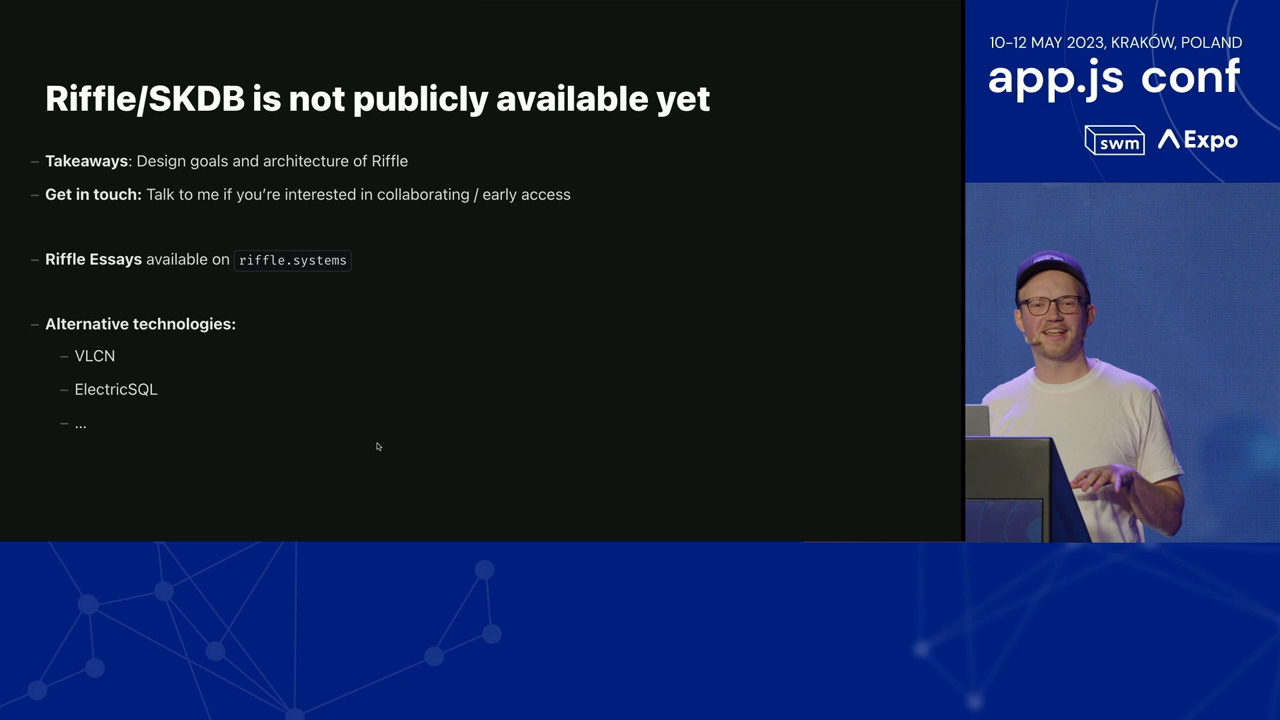 Riffle/SKDB is not publicly available yet
– Takeaways: Design goals and architecture of Riffle
– Get in touch: Talk to me if you're interested in collaborating / early access
– Riffle Essays available on riffle.systems
– Alternative technologies:
– VLCN
– ElectricSQL
– ...
10–12 MAY 2023, KRAKÓW, POLAND
app.js conf
swm Expo